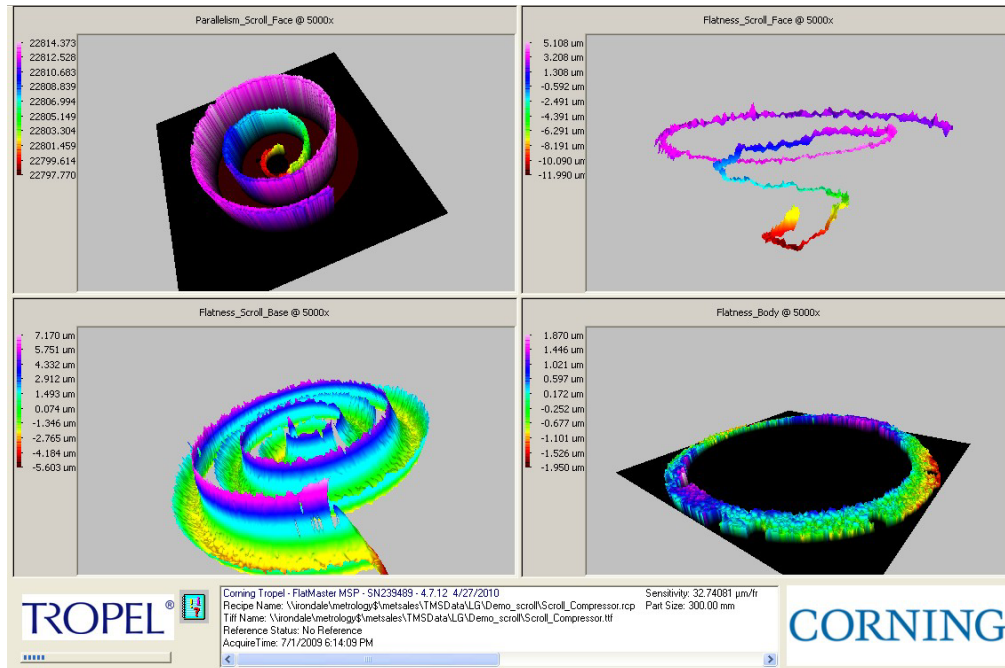 Parallelism_Scroll_Face @ 5000x
22814.373
22812.528
22810.683
22808.839
22806.994
22805.149
22803.304
22801.459
22799.614
22797.770
Flatness_Scroll_Face @ 5000x
5.108 um
3.208 um
1.308 um
-0.592 um
-2.491 um
-4.391 um
-6.291 um
-8.191 um
-10.090 um
-11.990 um
Flatness_Scroll_Base @ 5000x
7.170 um
5.751 um
4.332 um
2.912 um
1.493 um
0.074 um
-1.346 um
-2.765 um
-4.184 um
-5.603 um
Flatness_Body @ 5000x
1.870 um
1.446 um
1.021 um
0.597 um
0.172 um
-0.252 um
-0.677 um
-1.101 um
-1.526 um
-1.950 um
TROPEL®
Corning Tropel - FlatMaster MSP - SN239489 - 4.7.12 4/27/2010
Sensitivity: 32.74081 µm/fr
Recipe Name: \\irondale\metrology$\metsales\TMSData\LG\Demo_scroll\Scroll_Compressor.rcp
Part Size: 300.00 mm
Tiff Name: \\irondale\metrology$\metsales\TMSData\LG\Demo_scroll\Scroll_Compressor.ttf
Reference Status: No Reference
AcquireTime: 7/1/2009 6:14:09 PM
CORNING